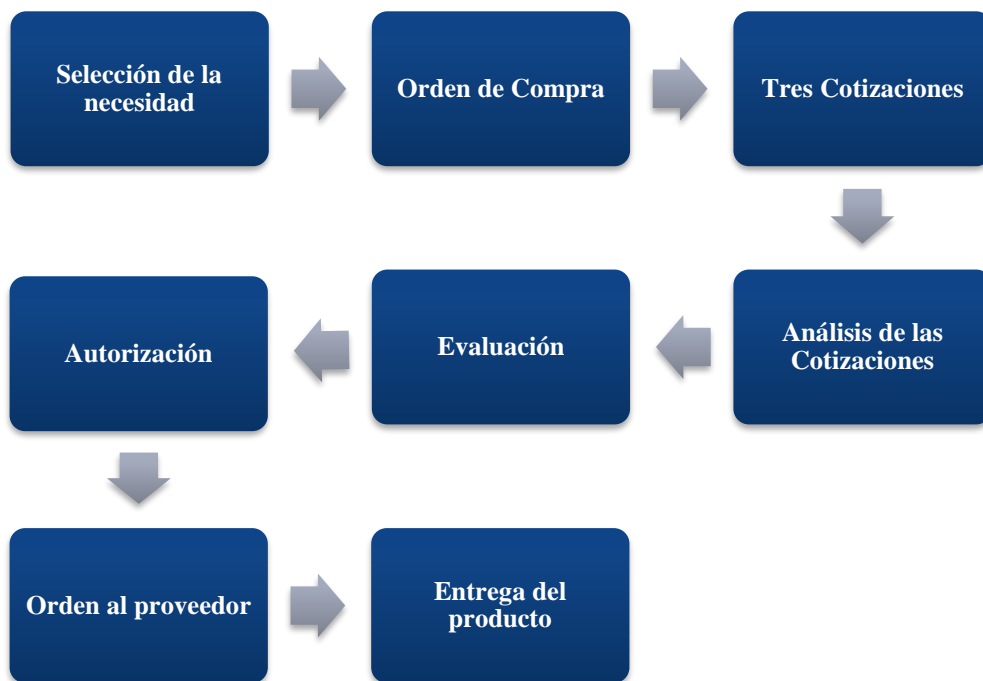 Selección de la
necesidad
Orden de Compra
Tres Cotizaciones
Análisis de las
Cotizaciones
Evaluación
Autorización
Orden al proveedor
Entrega del
producto